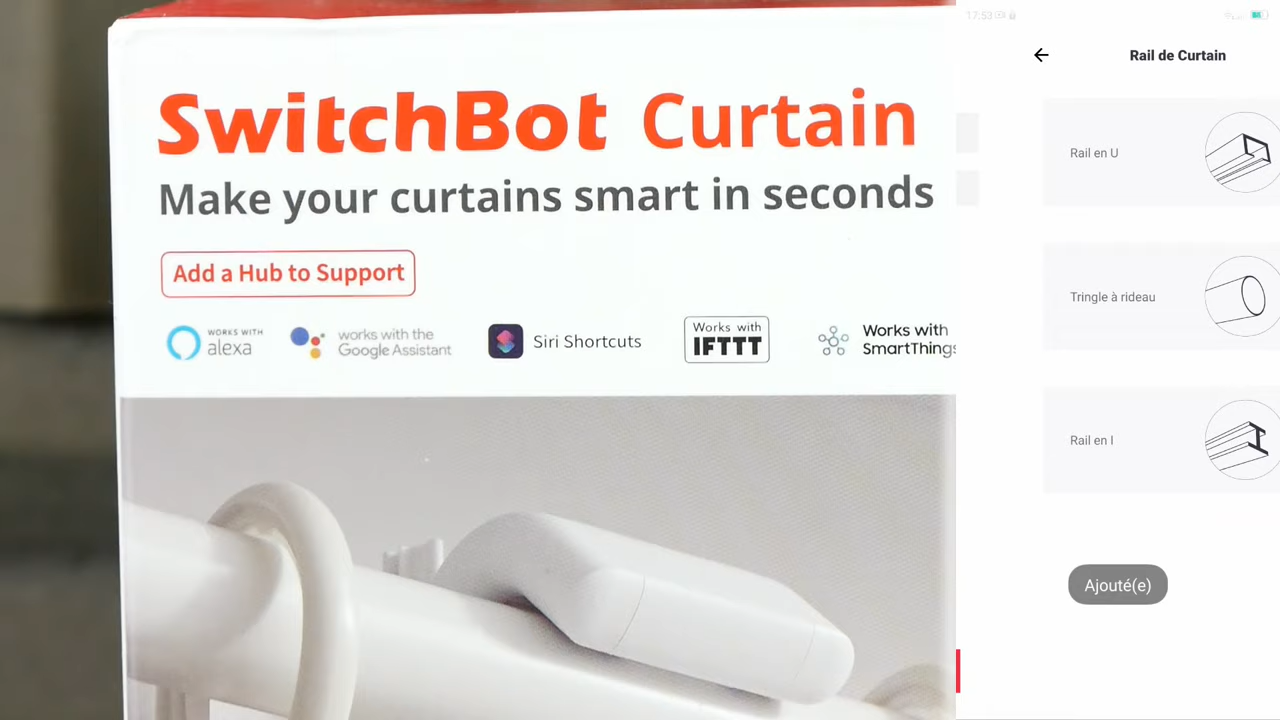 SwitchBot Curtain
Make your curtains smart in seconds
Add a Hub to Support
WORKS WITH
alexa
works with the
Google Assistant
Siri Shortcuts
Works with
IFTTT
Works with
SmartThings
17:53
Rail de Curtain
Rail en U
Tringle à rideau
Rail en I
Ajouté(e)